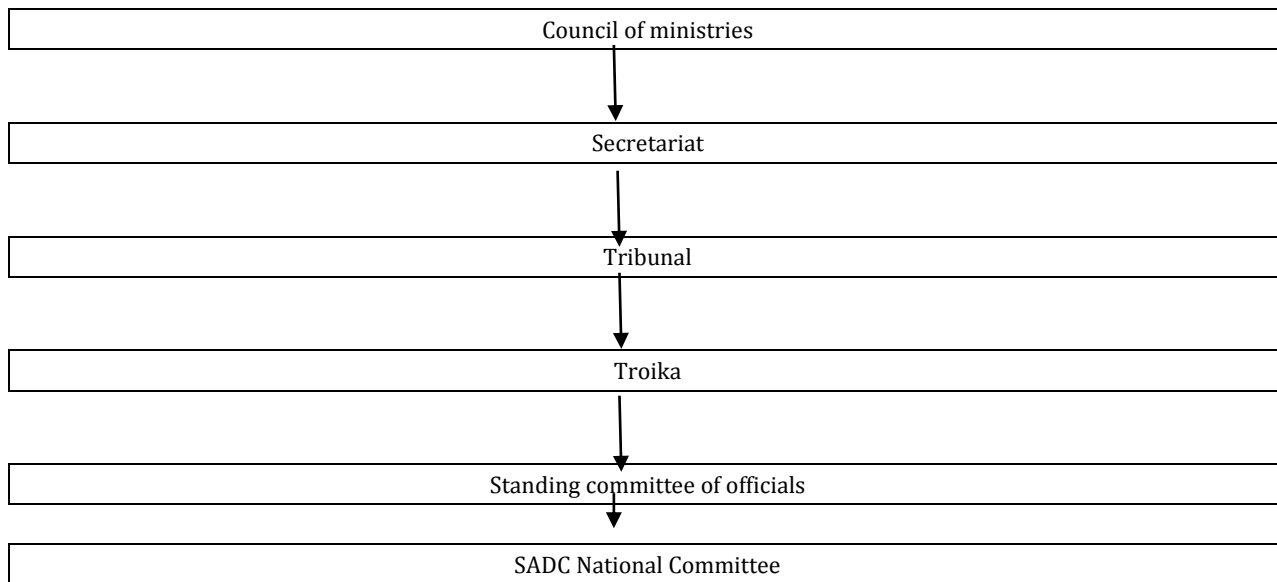 Council of ministries
Secretariat
Tribunal
Troika
Standing committee of officials
SADC National Committee